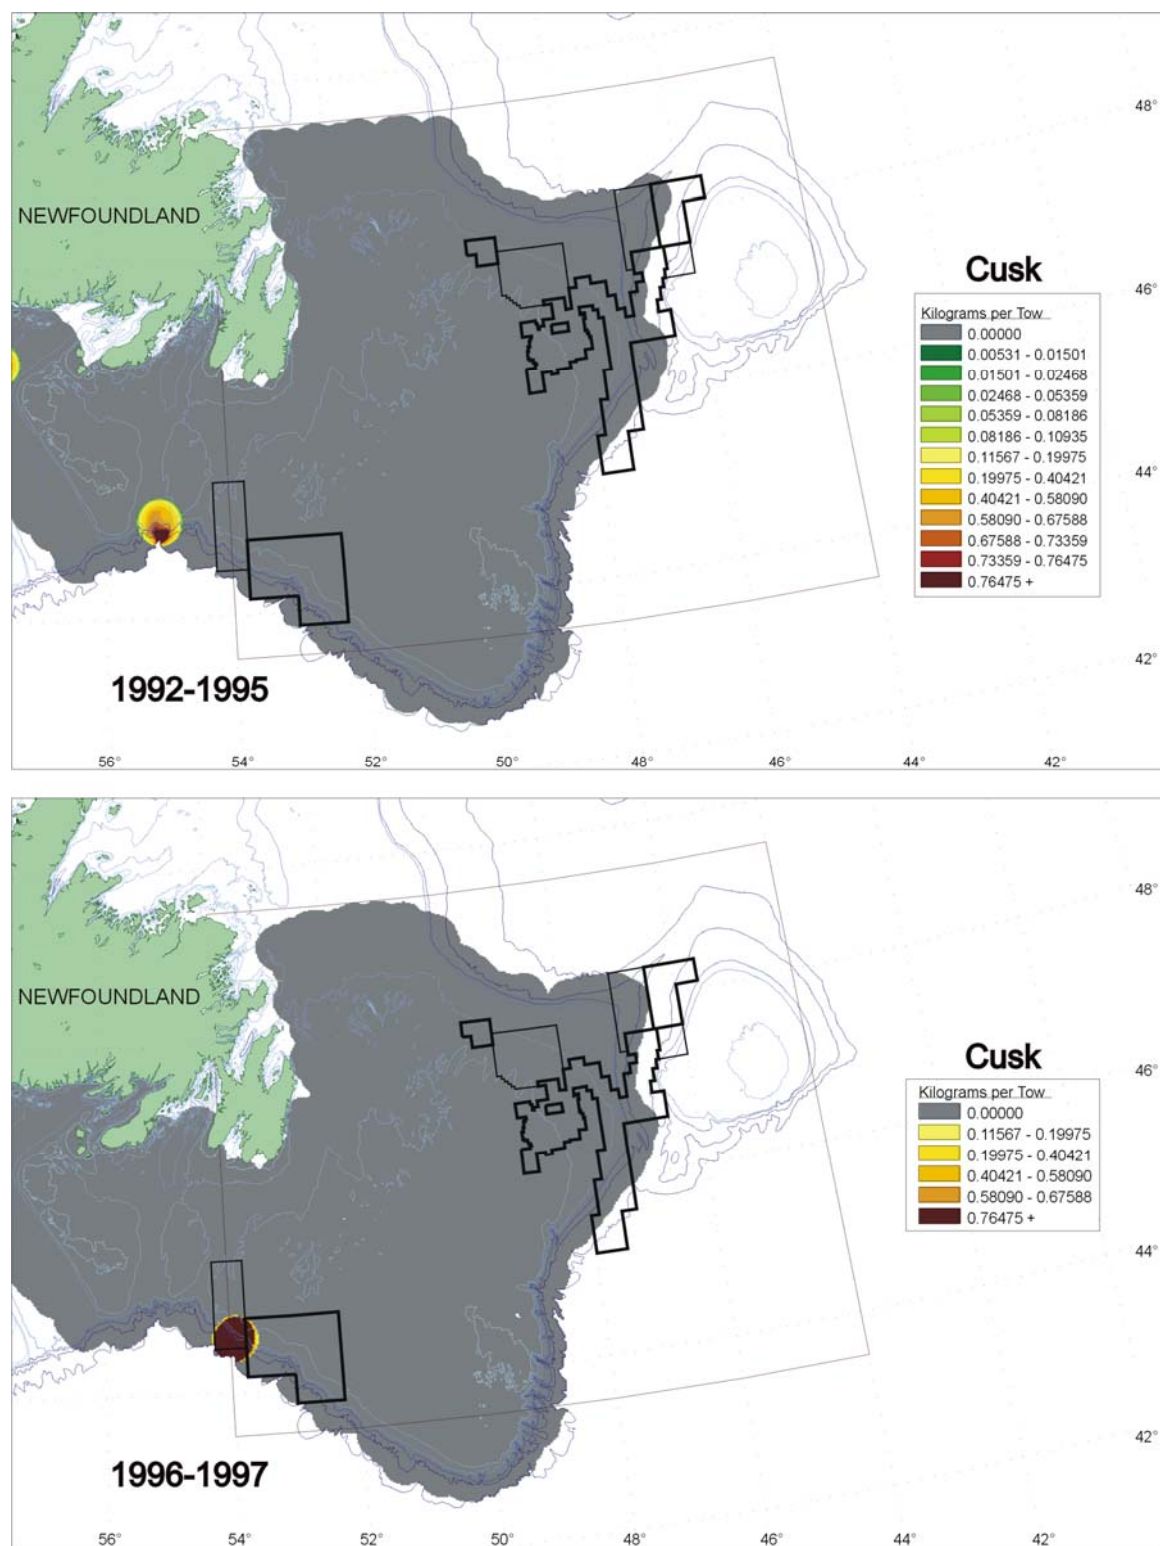 48°
NEWFOUNDLAND
46°
Cusk
Kilograms per Tow
0.00000
0.00531 - 0.01501
0.01501 - 0.02468
0.02468 - 0.05359
0.05359 - 0.08186
0.08186 - 0.10935
0.11567 - 0.19975
0.19975 - 0.40421
0.40421 - 0.58090
0.58090 - 0.67588
0.67588 - 0.73359
0.73359 - 0.76475
0.76475 +
44°
42°
1992-1995
56° 54° 52° 50° 48° 46° 44° 42°
48°
NEWFOUNDLAND
46°
Cusk
Kilograms per Tow
0.00000
0.11567 - 0.19975
0.19975 - 0.40421
0.40421 - 0.58090
0.58090 - 0.67588
0.76475 +
44°
42°
1996-1997
56° 54° 52° 50° 48° 46° 44° 42°